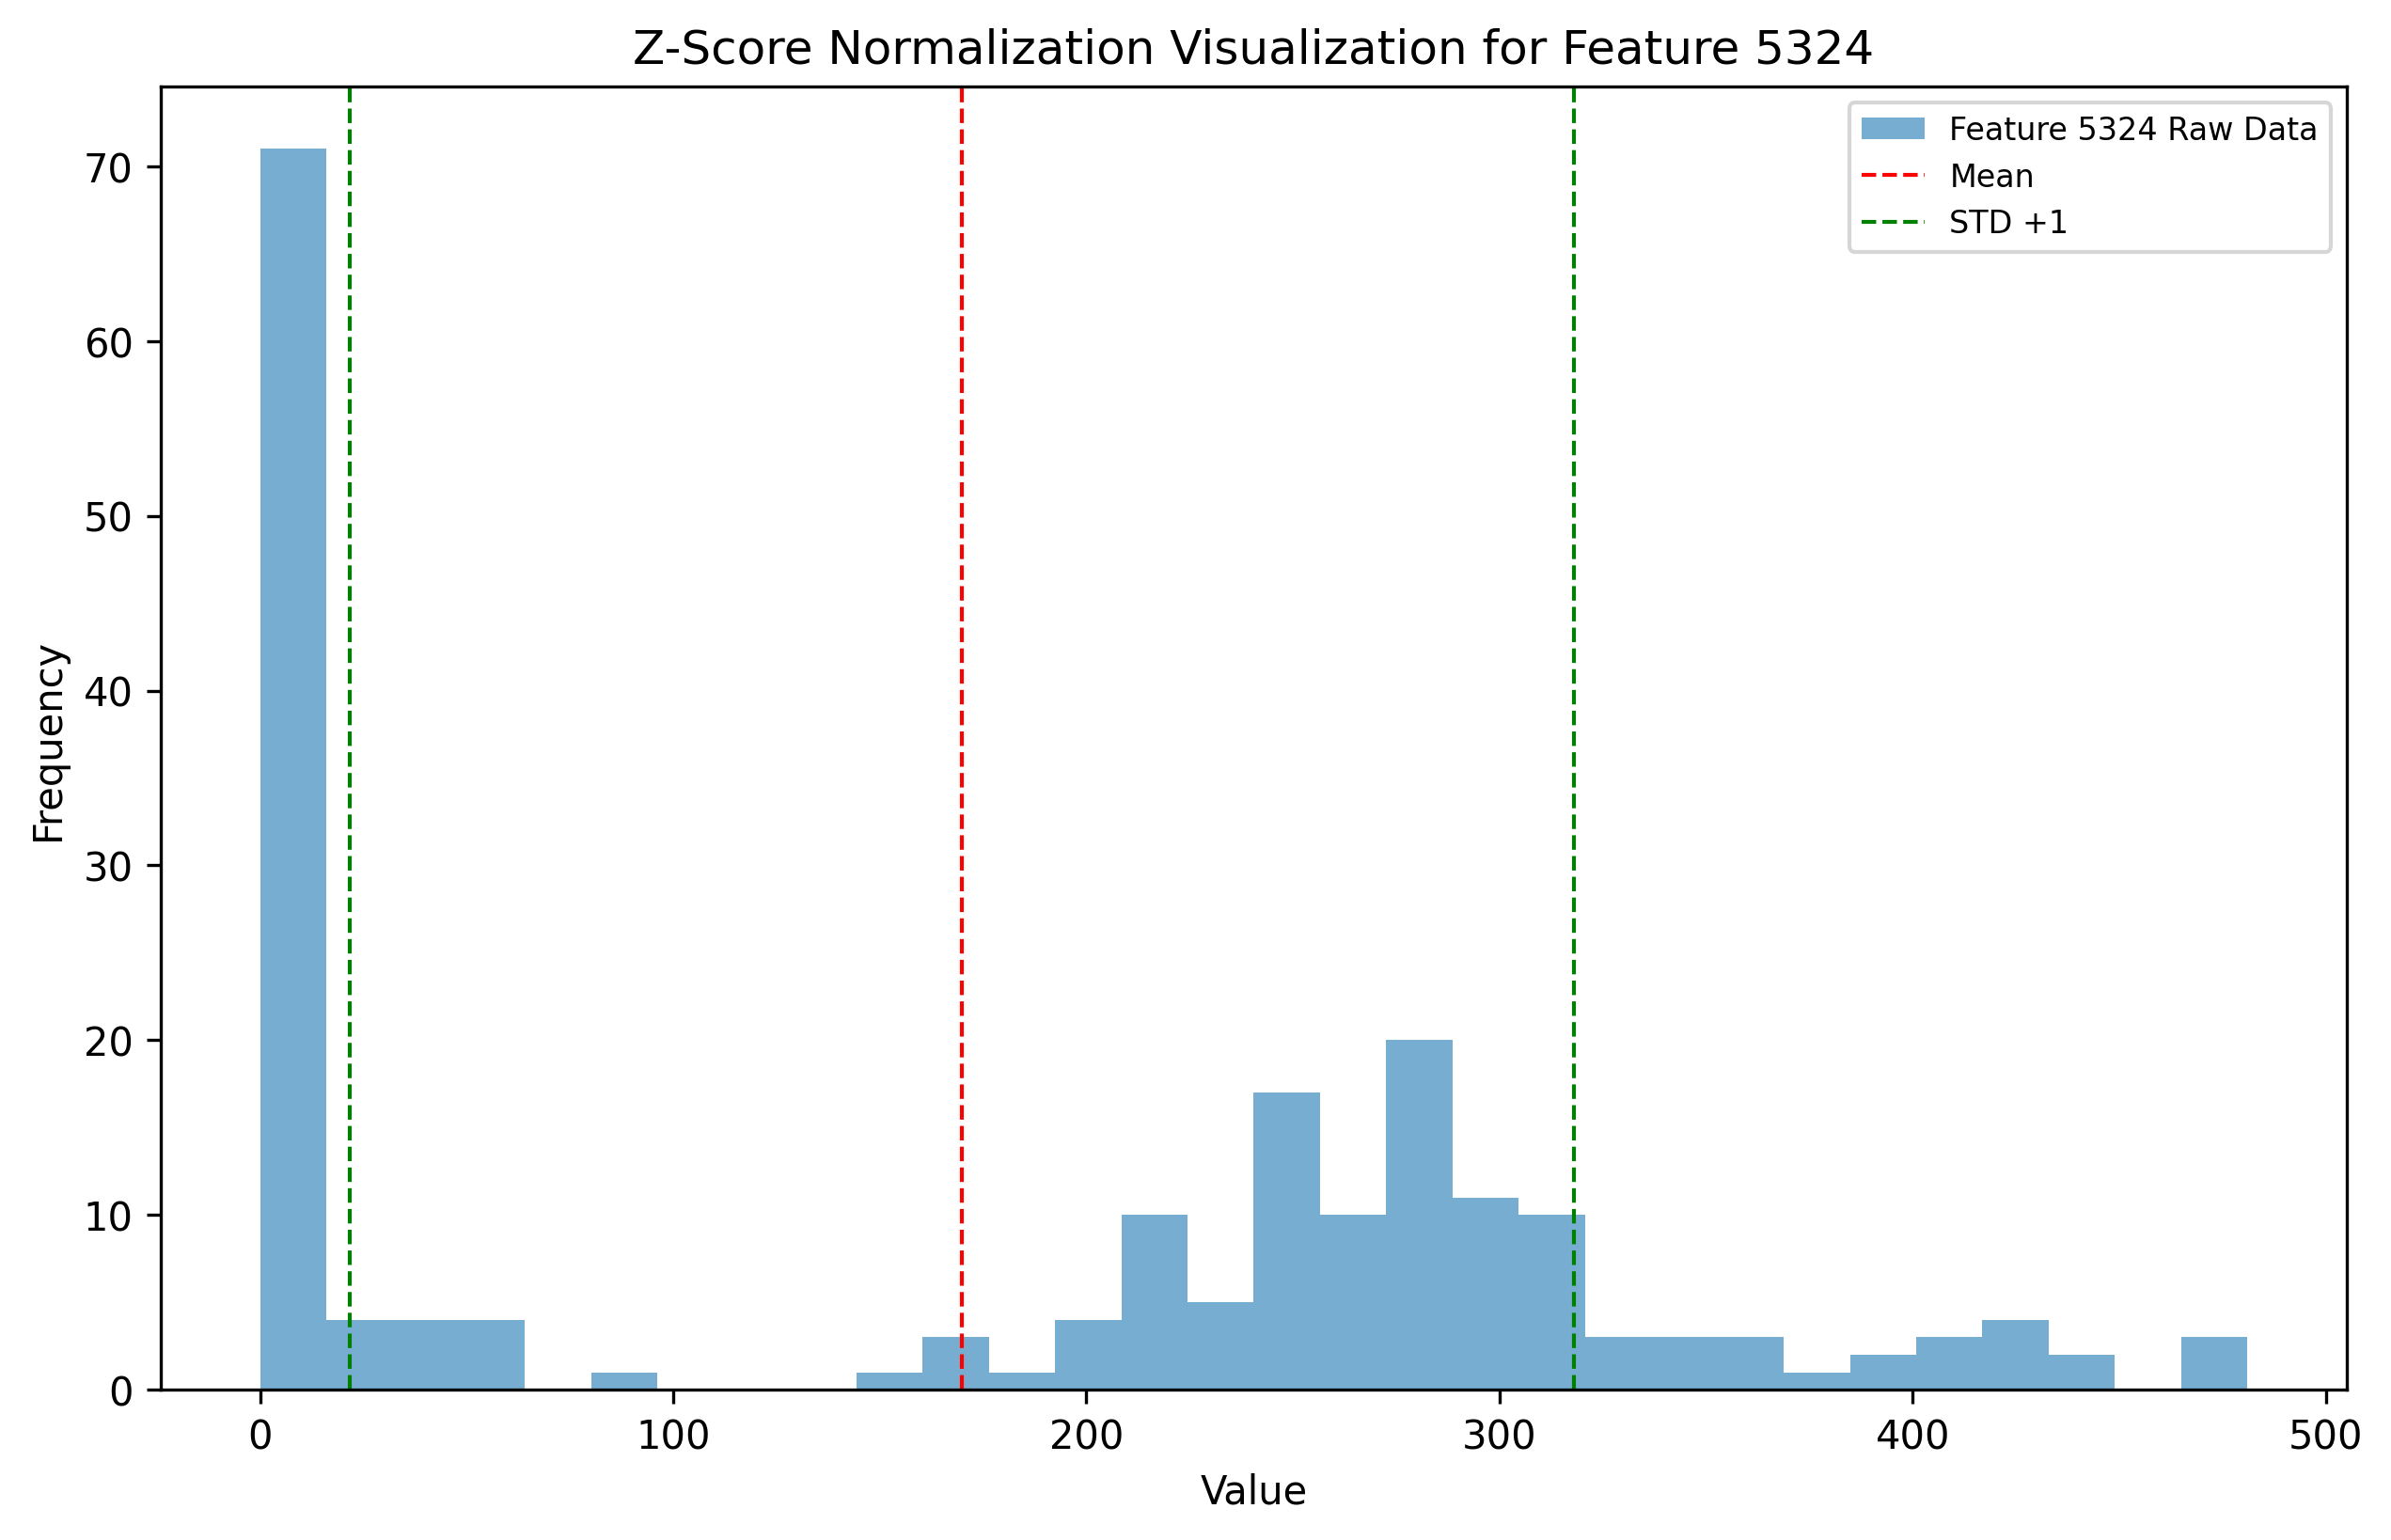 Z-Score Normalization Visualization for Feature 5324
Feature 5324 Raw Data
Mean
STD +1
70
60
50
40
30
20
10
0
Frequency
0 100 200 300 400 500
Value